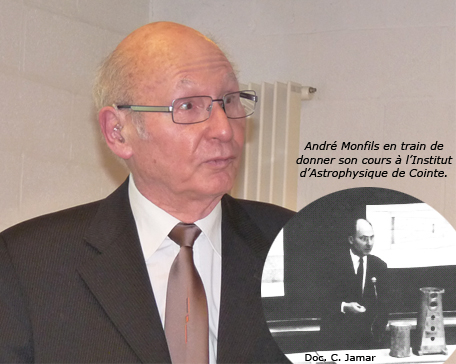 André Monfils en train de
donner son cours à l'Institut
d'Astrophysique de Cointe.
Doc. C. Jamar